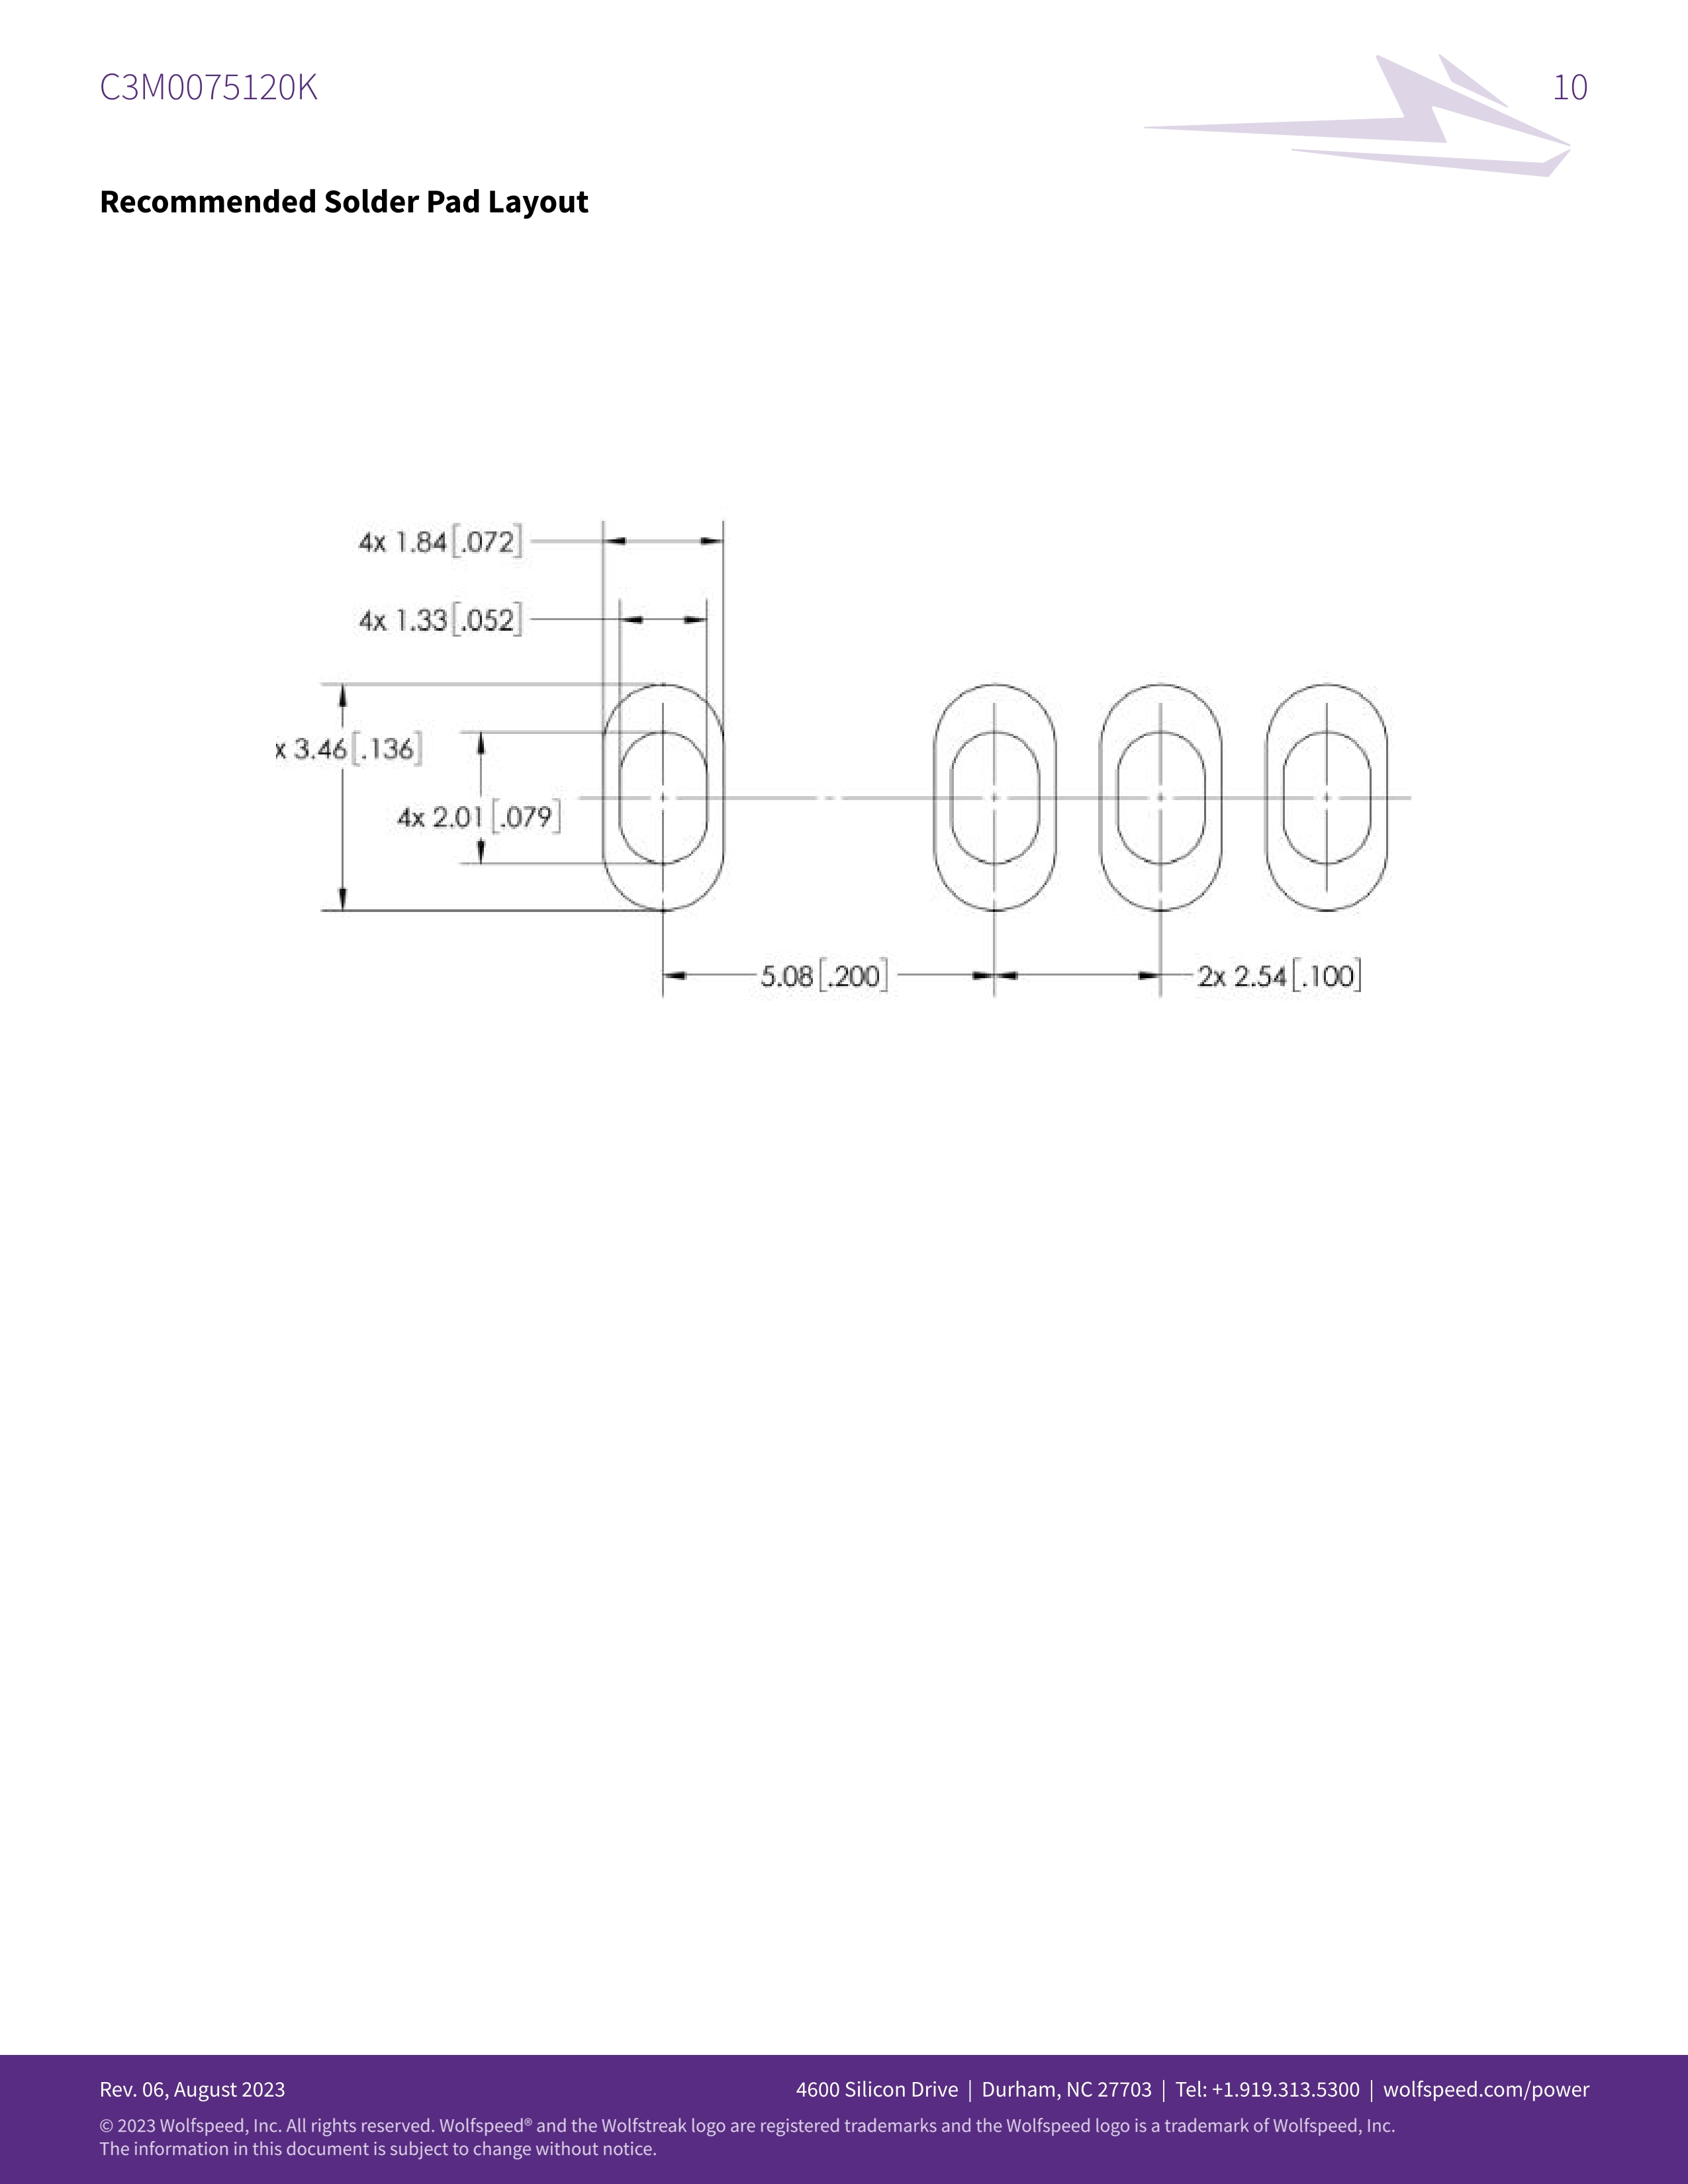 C3M0075120K
10
Recommended Solder Pad Layout
4x 1.84[.072]
4x 1.33[.052]
x 3.46[.136]
4x 2.01[.079]
5.08[.200]
2x 2.54[.100]
Rev. 06, August 2023
4600 Silicon Drive | Durham, NC 27703 | Tel: +1.919.313.5300 | wolfspeed.com/power
© 2023 Wolfspeed, Inc. All rights reserved. Wolfspeed® and the Wolfstreak logo are registered trademarks and the Wolfspeed logo is a trademark of Wolfspeed, Inc.
The information in this document is subject to change without notice.